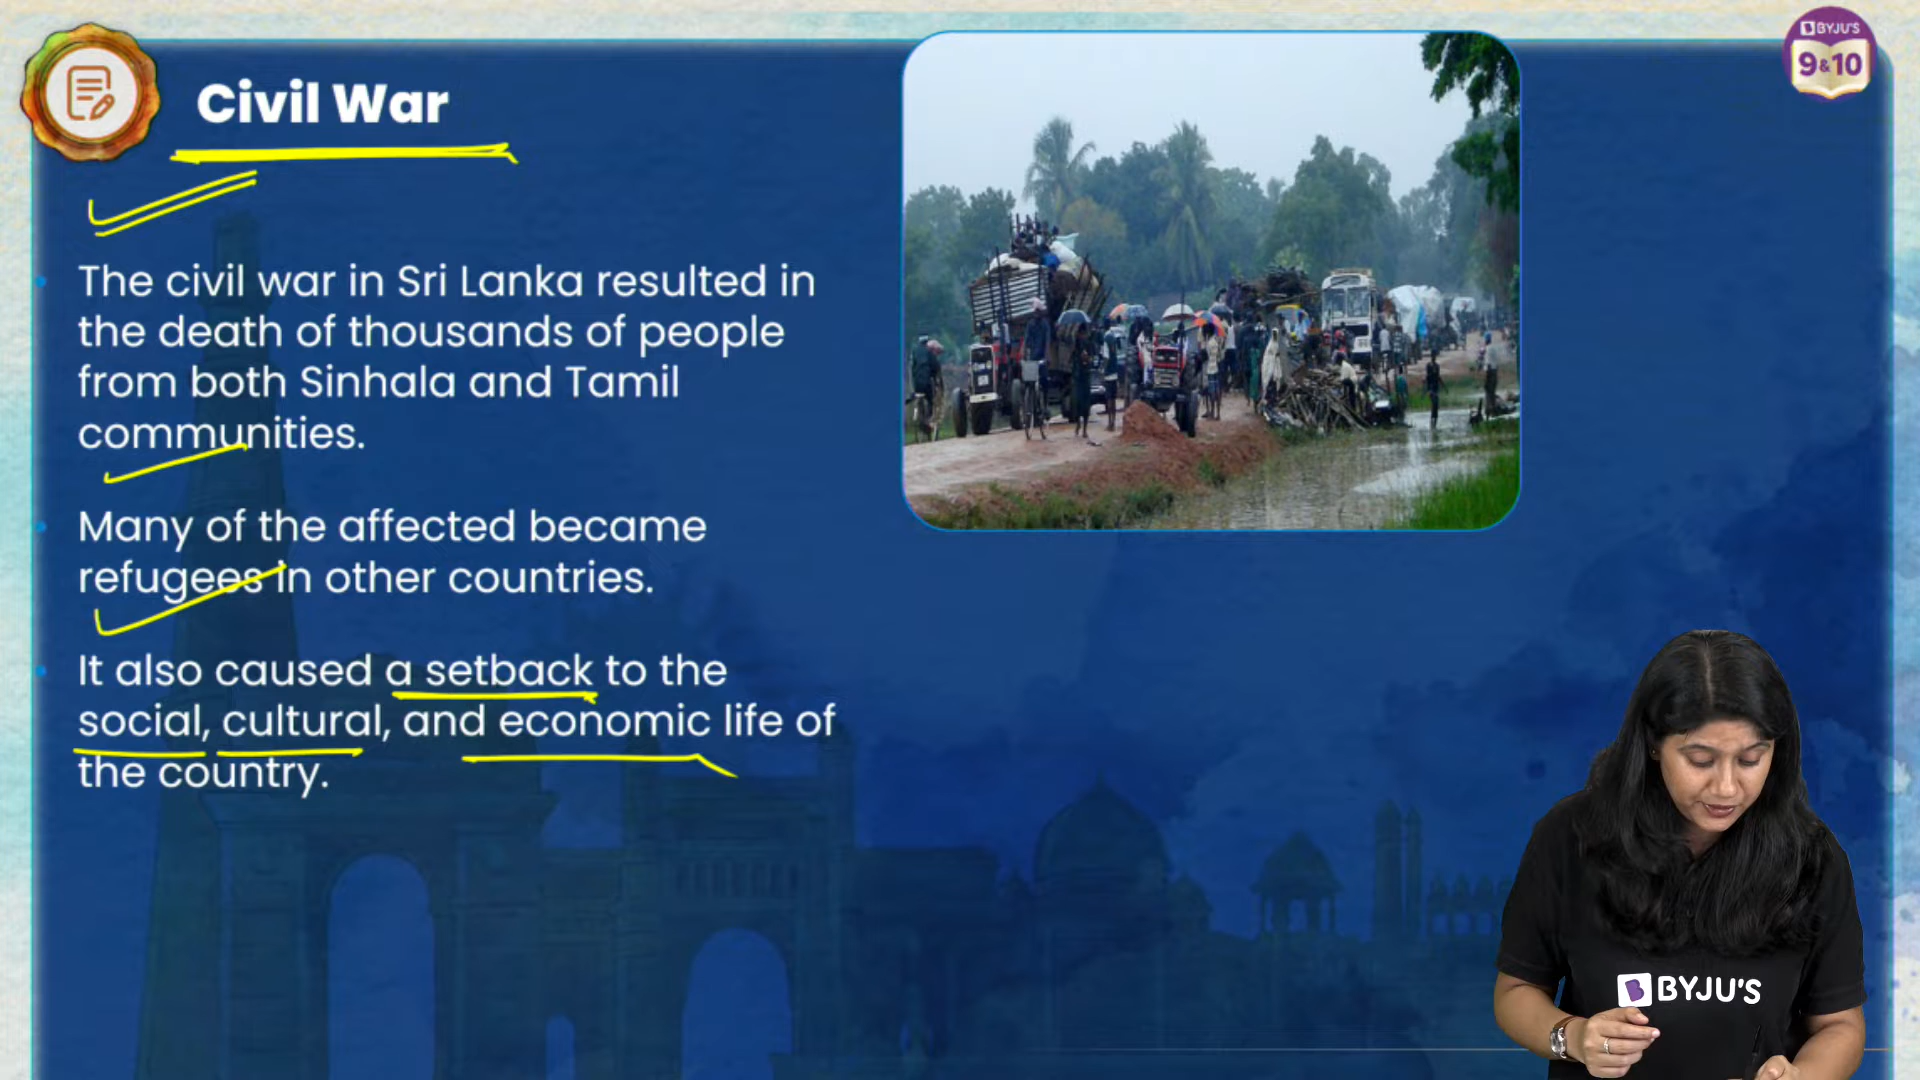 Civil War
BYJU'S
9&10
The civil war in Sri Lanka resulted in
the death of thousands of people
from both Sinhala and Tamil
communities.
Many of the affected became
refugees in other countries.
It also caused a setback to the
social, cultural, and economic life of
the country.
BYJU'S